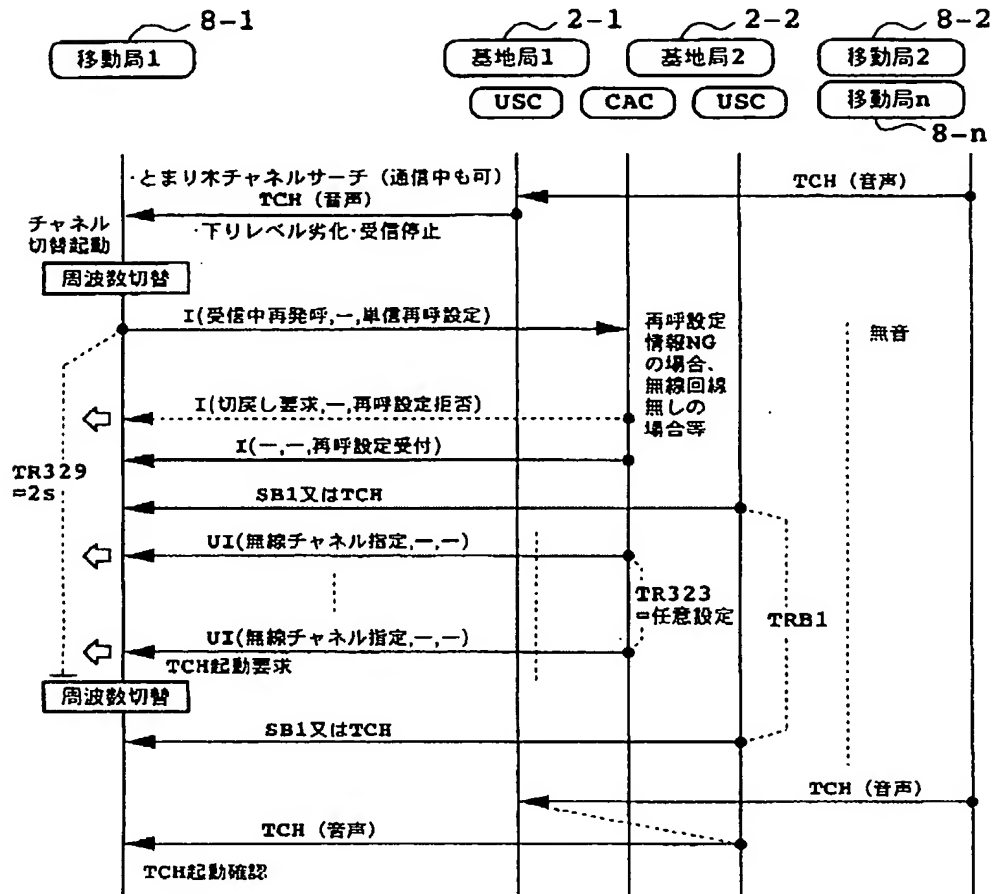 8-1
2-1
2-2
8-2
移動局1
基地局1
基地局2
移動局2
USC
CAC
USC
移動局n
8-n
・とまり木チャネルサーチ(通信中も可)
TCH(音声)
TCH(音声)
・下りレベル劣化・受信停止
チャネル
切替起動
周波数切替
I(受信中再発呼,ー,単信再呼設定)
再呼設定
情報NG
の場合、
無線回線
無しの
場合等
無音
I(切戻し要求,ー,再呼設定拒否)
I(ー,ー,再呼設定受付)
TR329
=2s
SB1又はTCH
UI(無線チャネル指定,ー,ー)
TR323
=任意設定
TRB1
UI(無線チャネル指定,ー,ー)
TCH起動要求
周波数切替
SB1又はTCH
TCH(音声)
TCH(音声)
TCH起動確認